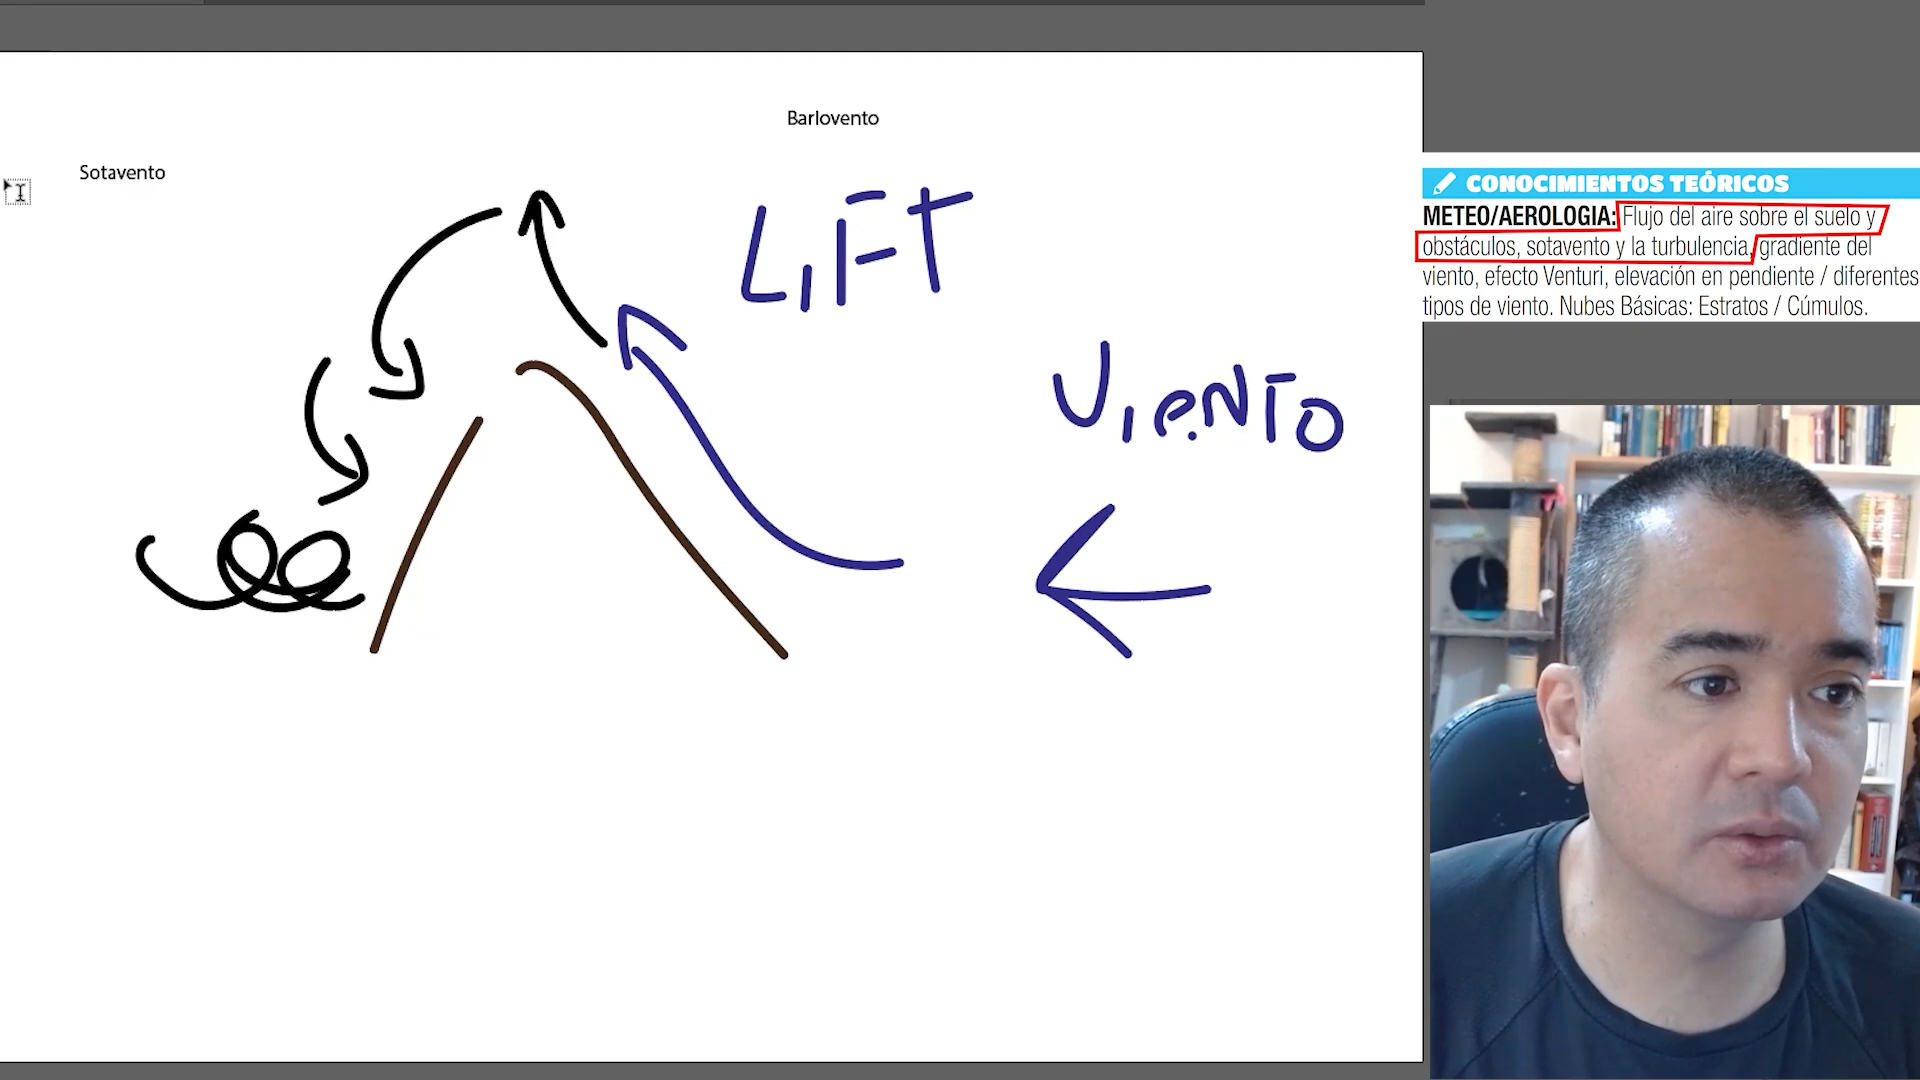 Barlovento
Sotavento
LIFT
VIENTO
CONOCIMIENTOS TEÓRICOS
METEO/AEROLOGIA: Flujo del aire sobre el suelo y
obstáculos, sotavento y la turbulencia, gradiente del
viento, efecto Venturi, elevación en pendiente / diferentes
tipos de viento. Nubes Básicas: Estratos / Cúmulos.